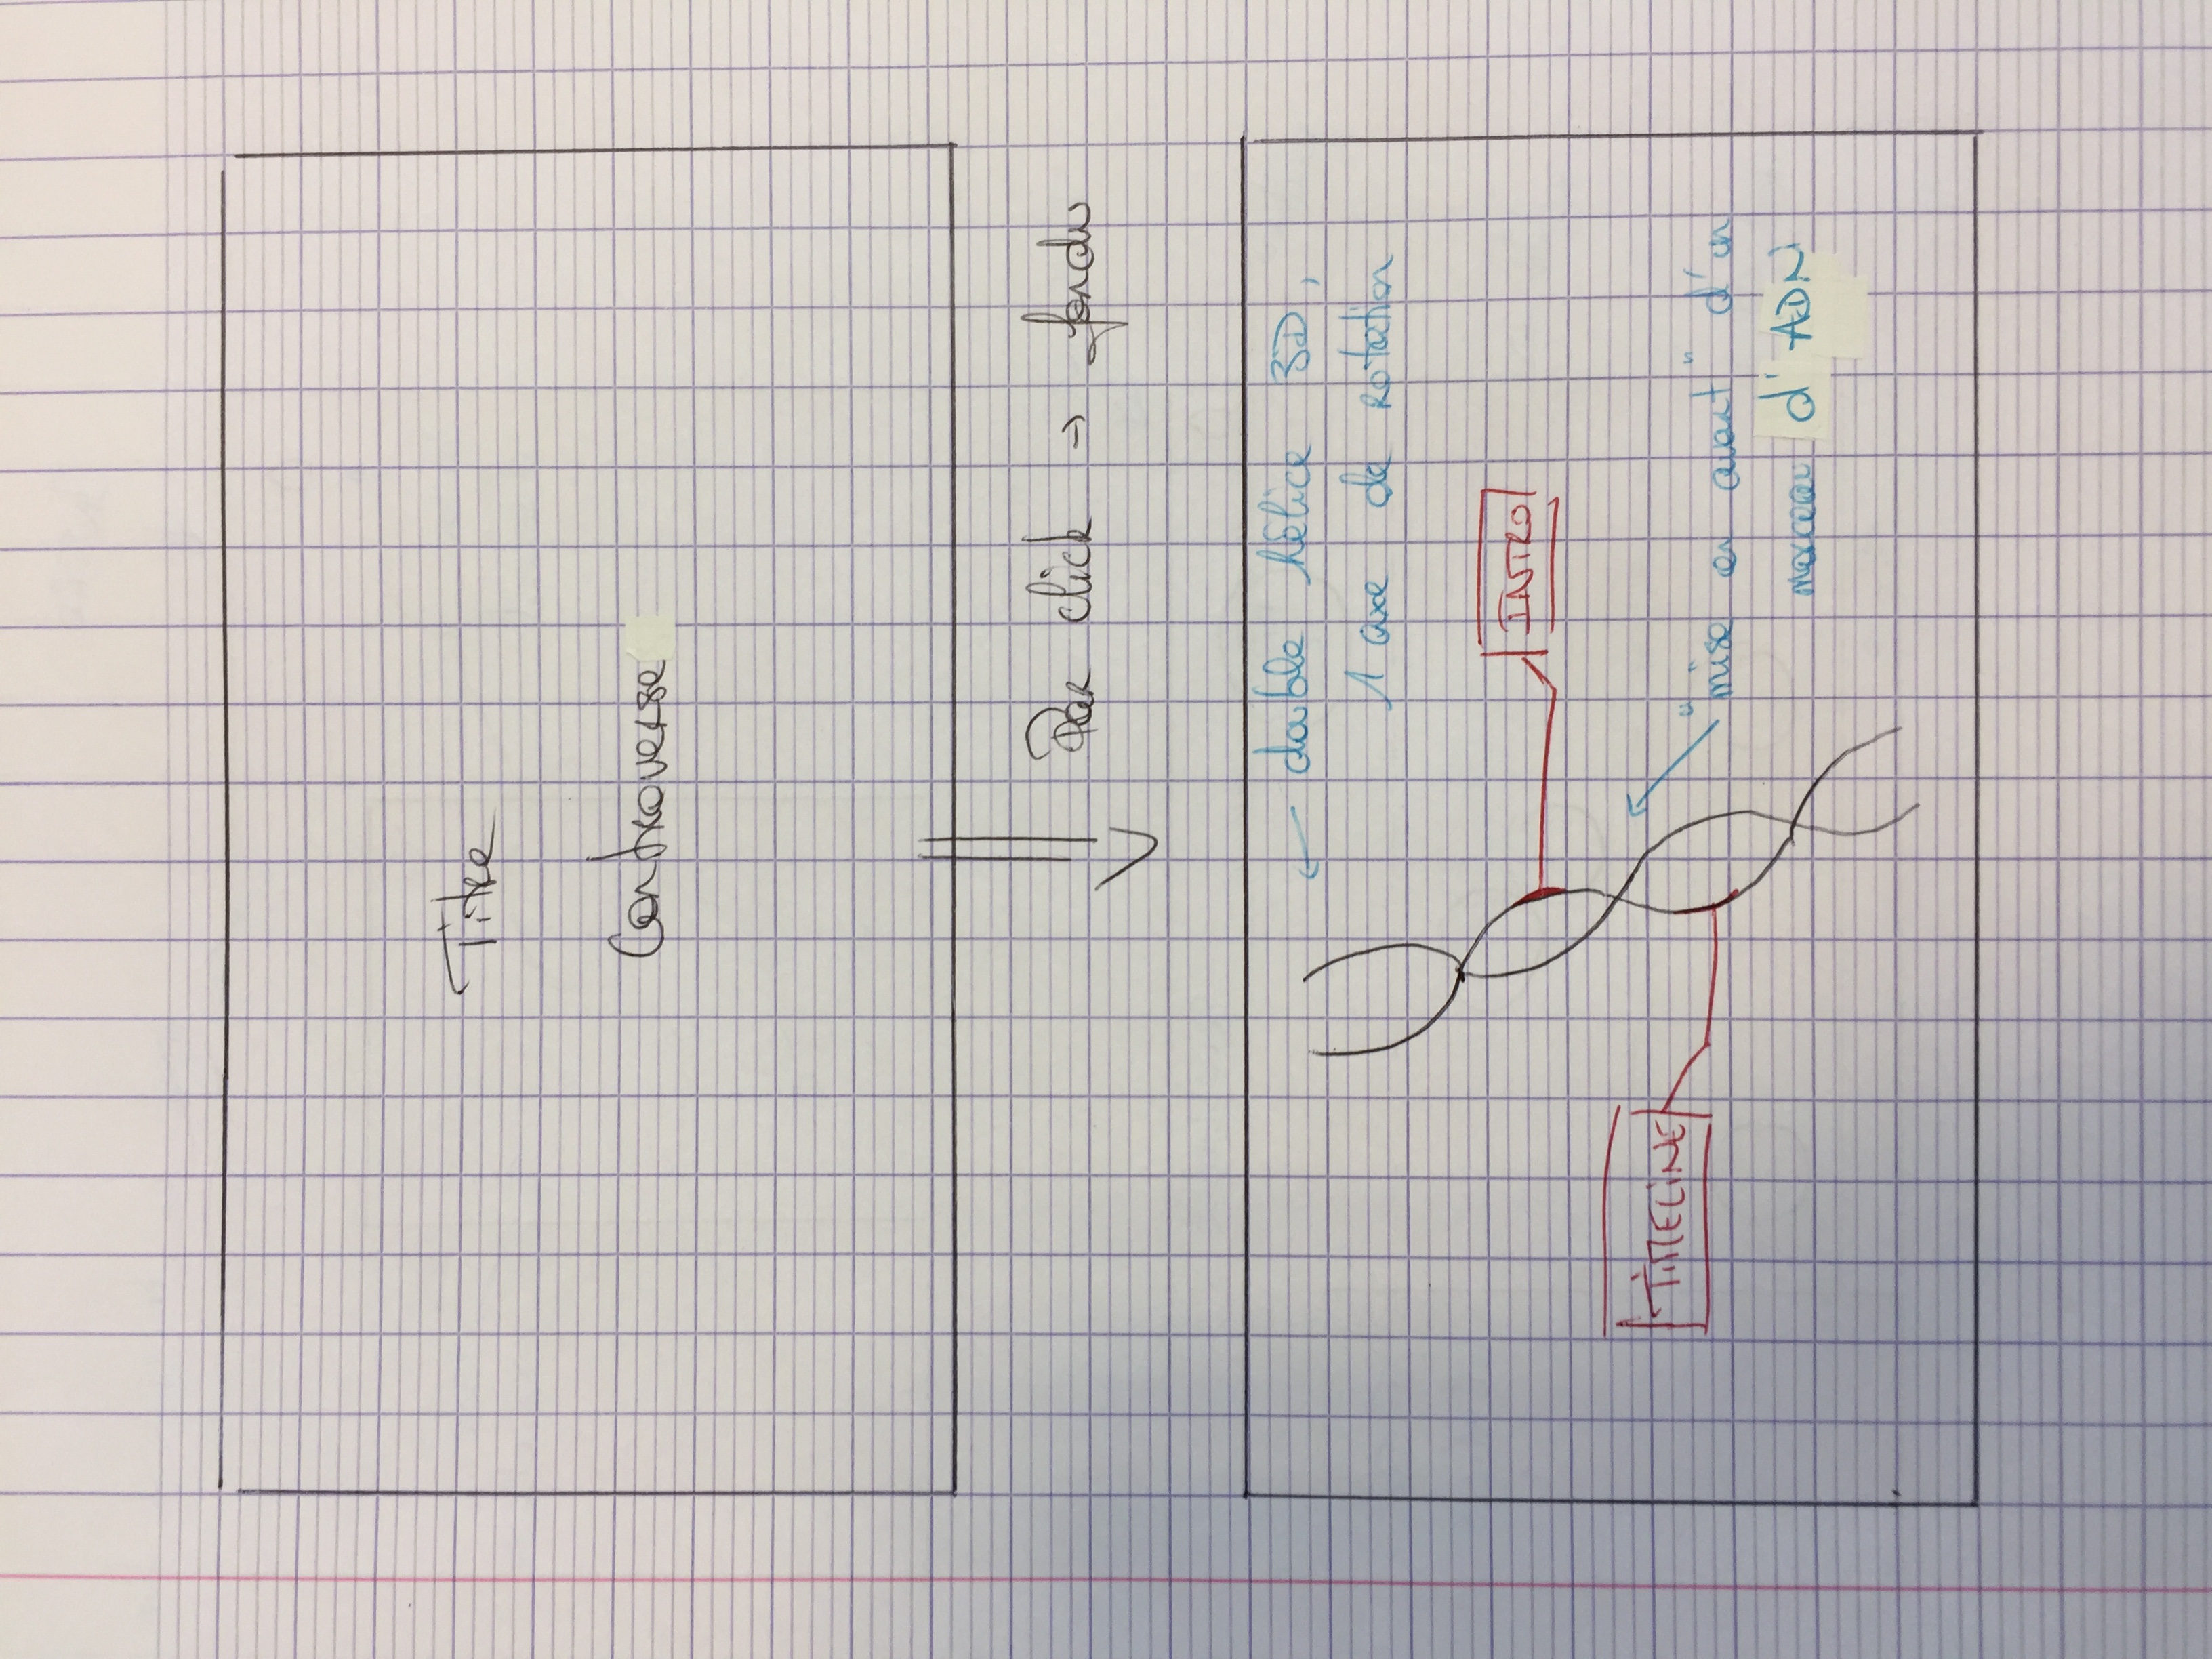 Titre
Controverse
Par click → fondu
← double hélice 3D,
1 axe de rotation
INTRO
TIMELINE
"mise en avant" d'un
morceau d'ADN